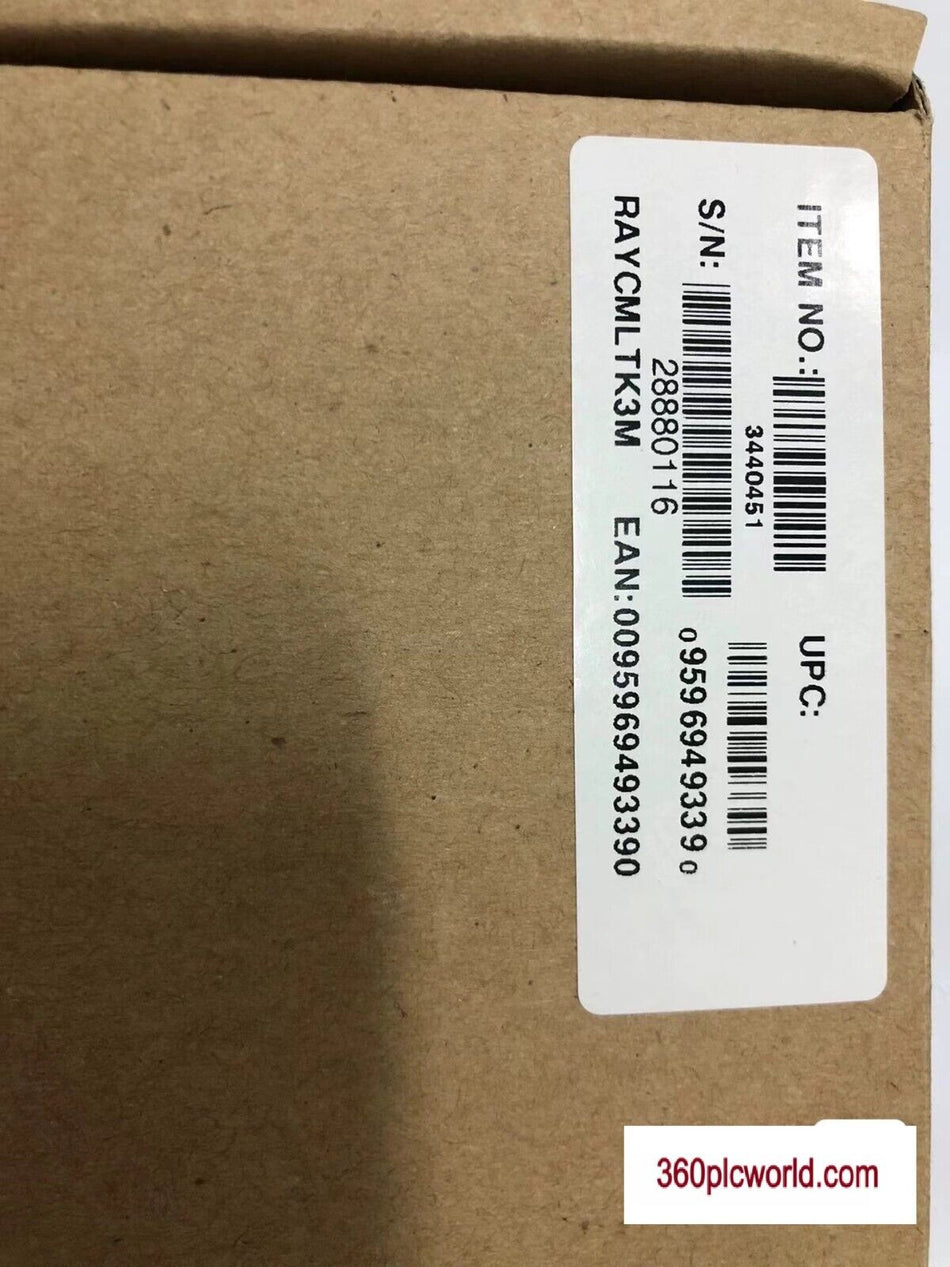 ITEM NO.: UPC:
3440451
S/N:
28880116
0 95969 49339 0
RAYCMLTK3M EAN:0095969493390
360plcworld.com